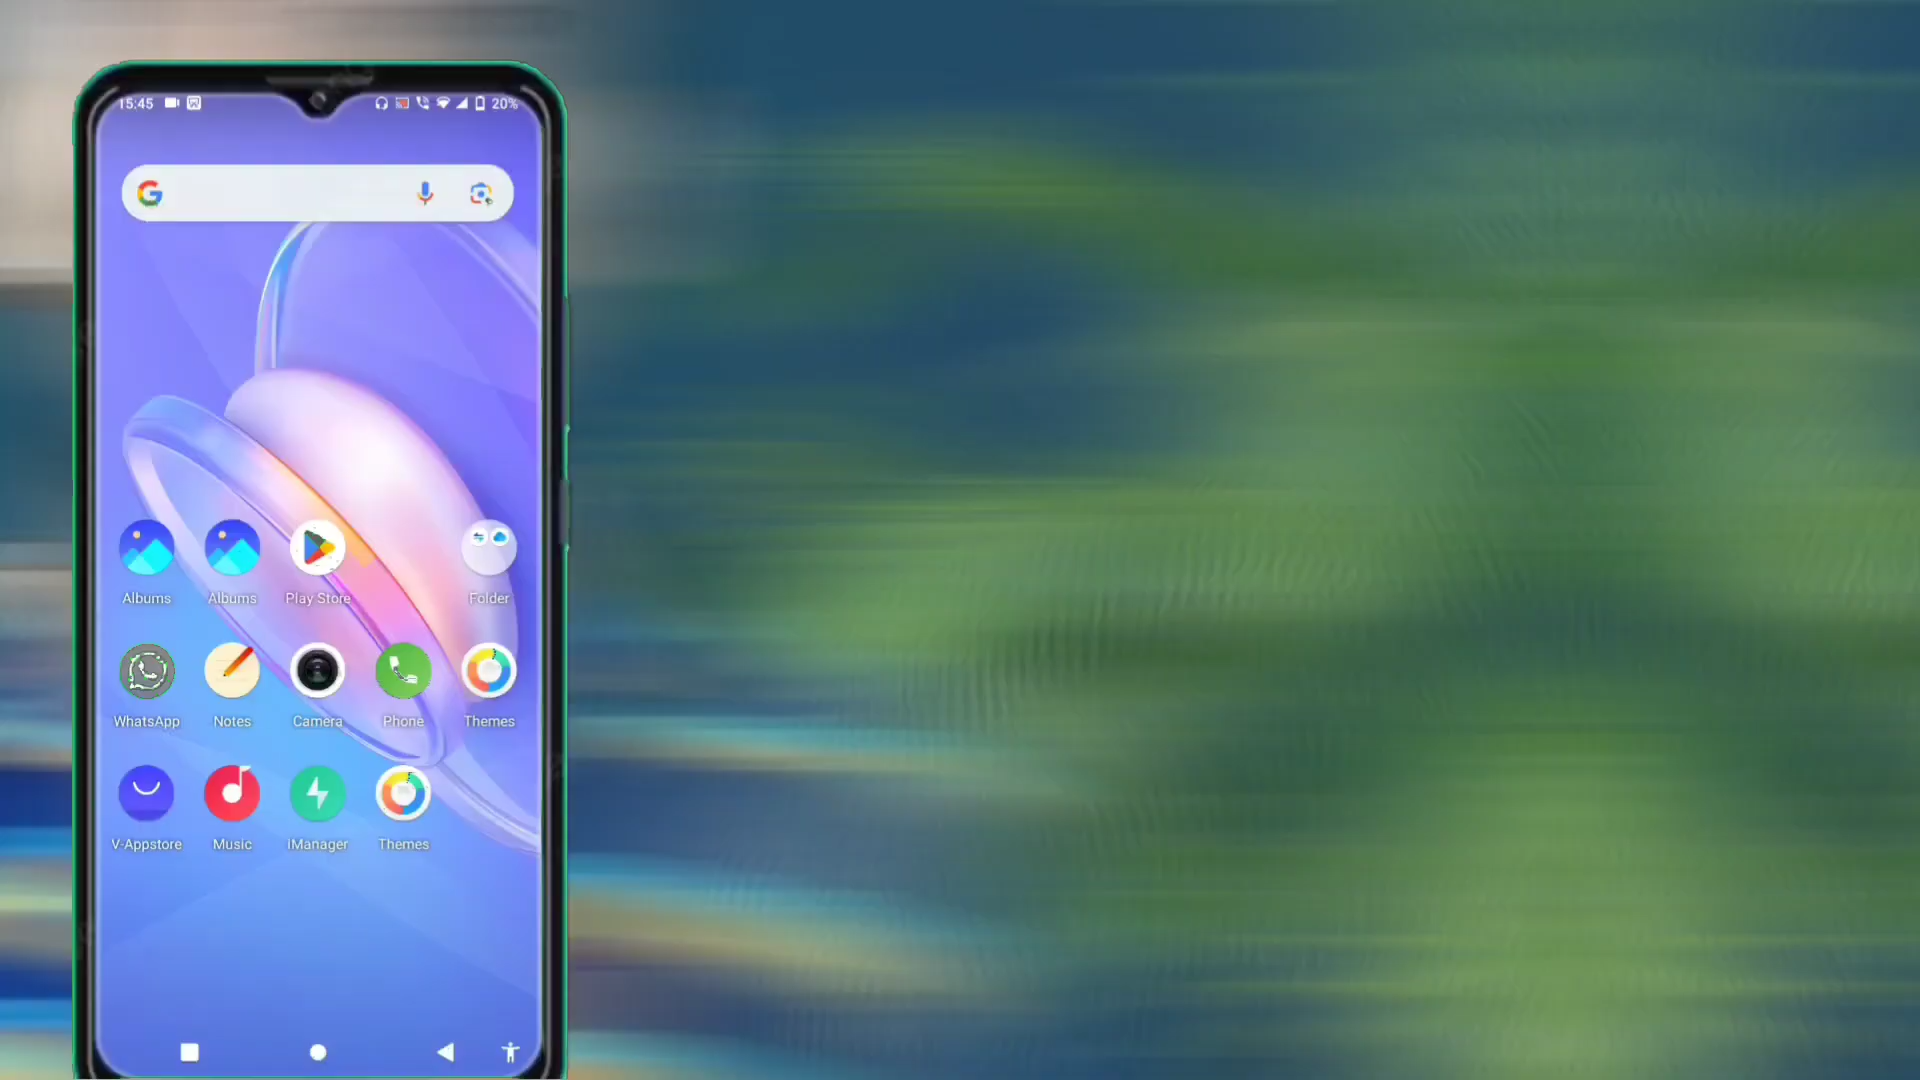 15:45 20%
Albums Albums Play Store Folder
WhatsApp Notes Camera Phone Themes
V-Appstore Music iManager Themes